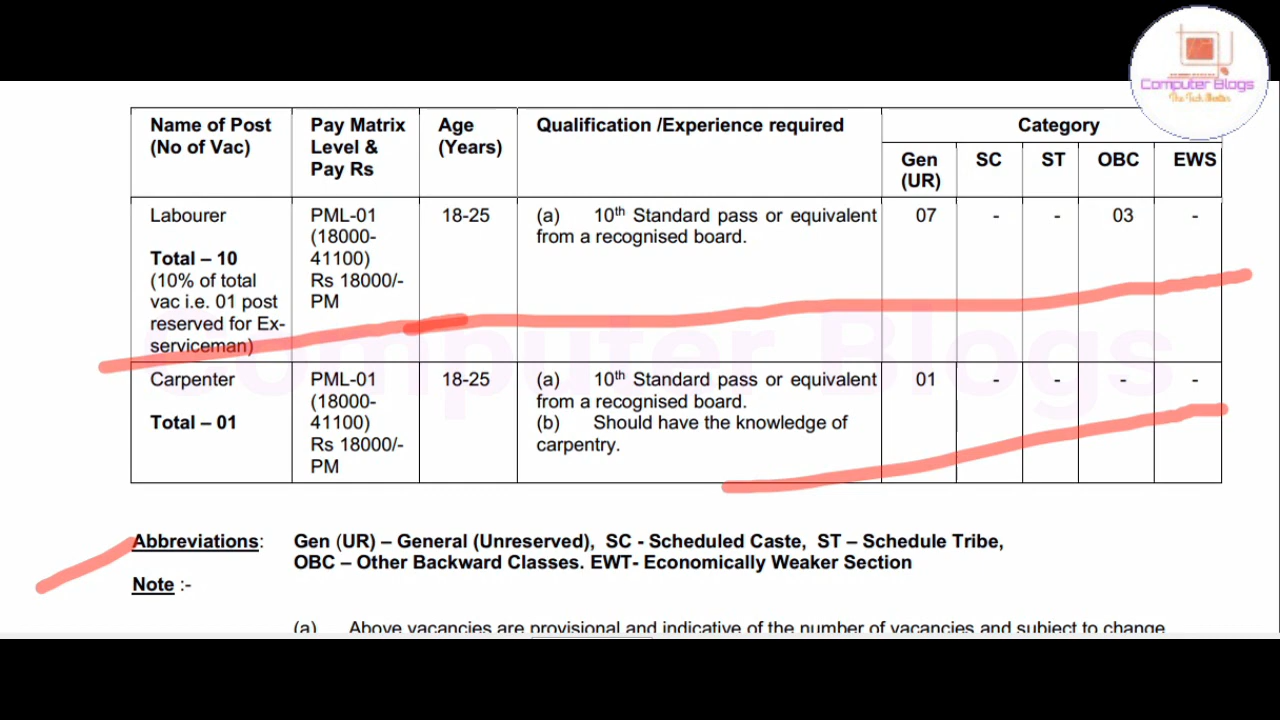 Computer Blogs
The Tech Mentor
Name of Post
(No of Vac)
Pay Matrix
Level &
Pay Rs
Age
(Years)
Qualification /Experience required
Category
Gen
(UR)
SC
ST
OBC
EWS
Labourer
Total – 10
(10% of total
vac i.e. 01 post
reserved for Ex-
serviceman)
PML-01
(18000-
41100)
Rs 18000/-
PM
18-25
(a) 10th Standard pass or equivalent
from a recognised board.
07
-
-
03
-
Carpenter
Total – 01
PML-01
(18000-
41100)
Rs 18000/-
PM
18-25
(a) 10th Standard pass or equivalent
from a recognised board.
(b) Should have the knowledge of
carpentry.
01
-
-
-
-
Computer Blogs
Abbreviations: Gen (UR) – General (Unreserved), SC - Scheduled Caste, ST – Schedule Tribe,
OBC – Other Backward Classes. EWT- Economically Weaker Section
Note :-
(a) Above vacancies are provisional and indicative of the number of vacancies and subject to change